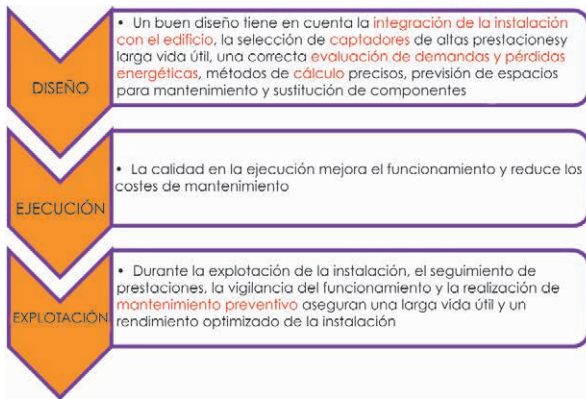 DISEÑO
• Un buen diseño tiene en cuenta la integración de la instalación
con el edificio, la selección de captadores de altas prestacionesy
larga vida útil, una correcta evaluación de demandas y pérdidas
energéticas, métodos de cálculo precisos, previsión de espacios
para mantenimiento y sustitución de componentes
EJECUCIÓN
• La calidad en la ejecución mejora el funcionamiento y reduce los
costes de mantenimiento
EXPLOTACIÓN
• Durante la explotación de la instalación, el seguimiento de
prestaciones, la vigilancia del funcionamiento y la realización de
mantenimiento preventivo aseguran una larga vida útil y un
rendimiento optimizado de la instalación